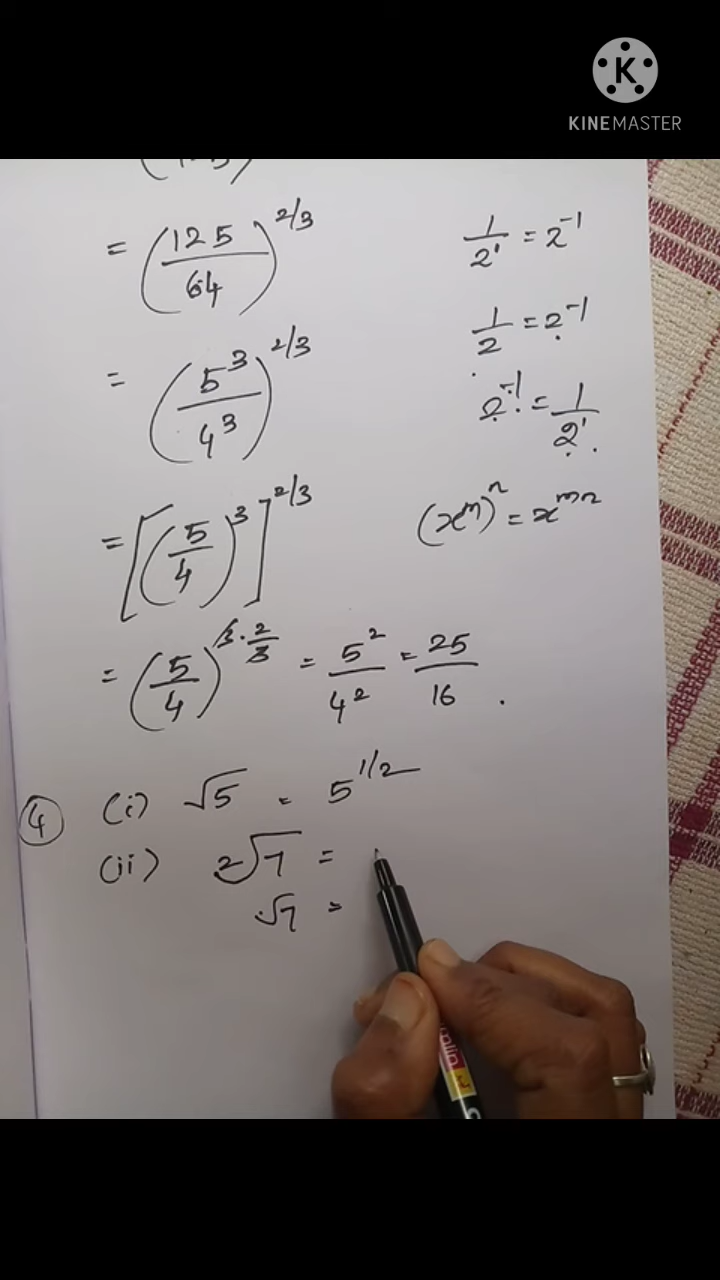 K
KINEMASTER
= (125/64)^2/3
= (5^3/4^3)^2/3
= [(5/4)^3]^2/3
= (5/4)^3·2/3 = 5^2/4^2 = 25/16 .
1/2^1 = 2^-1
1/2 = 2^-1
2^-1 = 1/2^1
(x^m)^n = x^mn
4 (i) √5 = 5^1/2
(ii) 2√7 =
√7 =